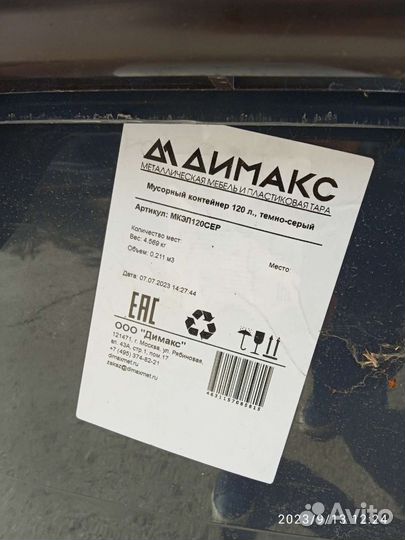 ДИМАКС
МЕТАЛЛИЧЕСКАЯ МЕБЕЛЬ И ПЛАСТИКОВАЯ ТАРА
Мусорный контейнер 120 л., темно-серый
Артикул: МКЭП120СЕР
Количество мест:
Место:
Вес: 4.569 кг
Объем: 0.211 м3
Дата: 07.07.2023 14:27:44
EAC
ООО "Димакс"
121471, г. Москва, ул. Рябиновая,
вл. 43А, стр.1, пом.17
+7 (495) 374-82-21
dimaxmet.ru
zakaz@dimaxmet.ru
2023/9/13 12:24
Avito